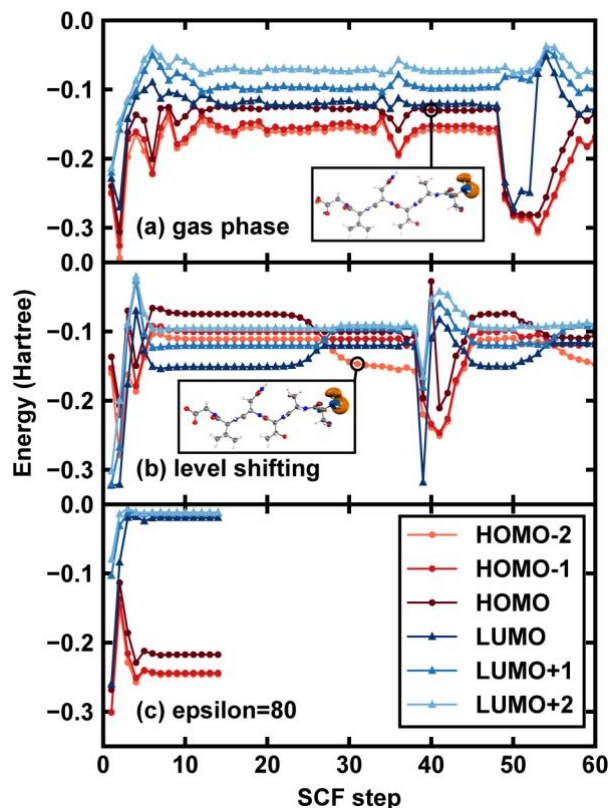 0.0
−0.1
−0.2
−0.3
(a) gas phase
0.0
−0.1
−0.2
−0.3
(b) level shifting
0.0
−0.1
−0.2
−0.3
(c) epsilon=80
Energy (Hartree)
HOMO-2
HOMO-1
HOMO
LUMO
LUMO+1
LUMO+2
0 10 20 30 40 50 60
SCF step